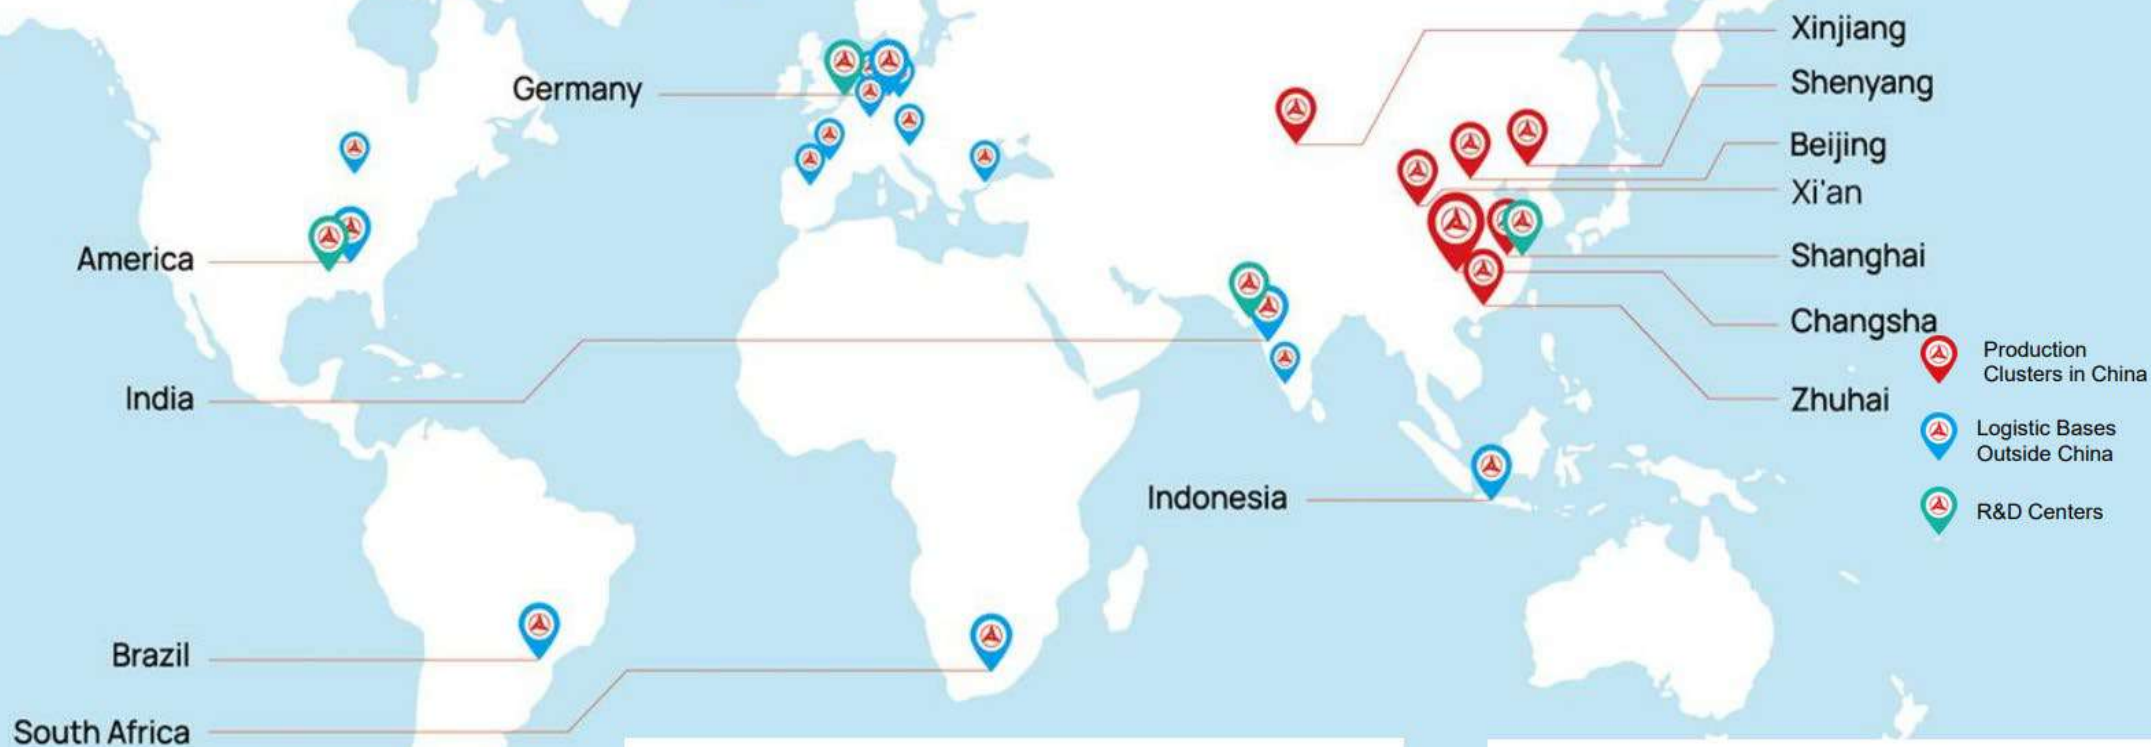 Xinjiang
Shenyang
Germany
Beijing
Xi'an
America
Shanghai
Changsha
Production
Clusters in China
India
Zhuhai
Logistic Bases
Outside China
Indonesia
R&D Centers
Brazil
South Africa